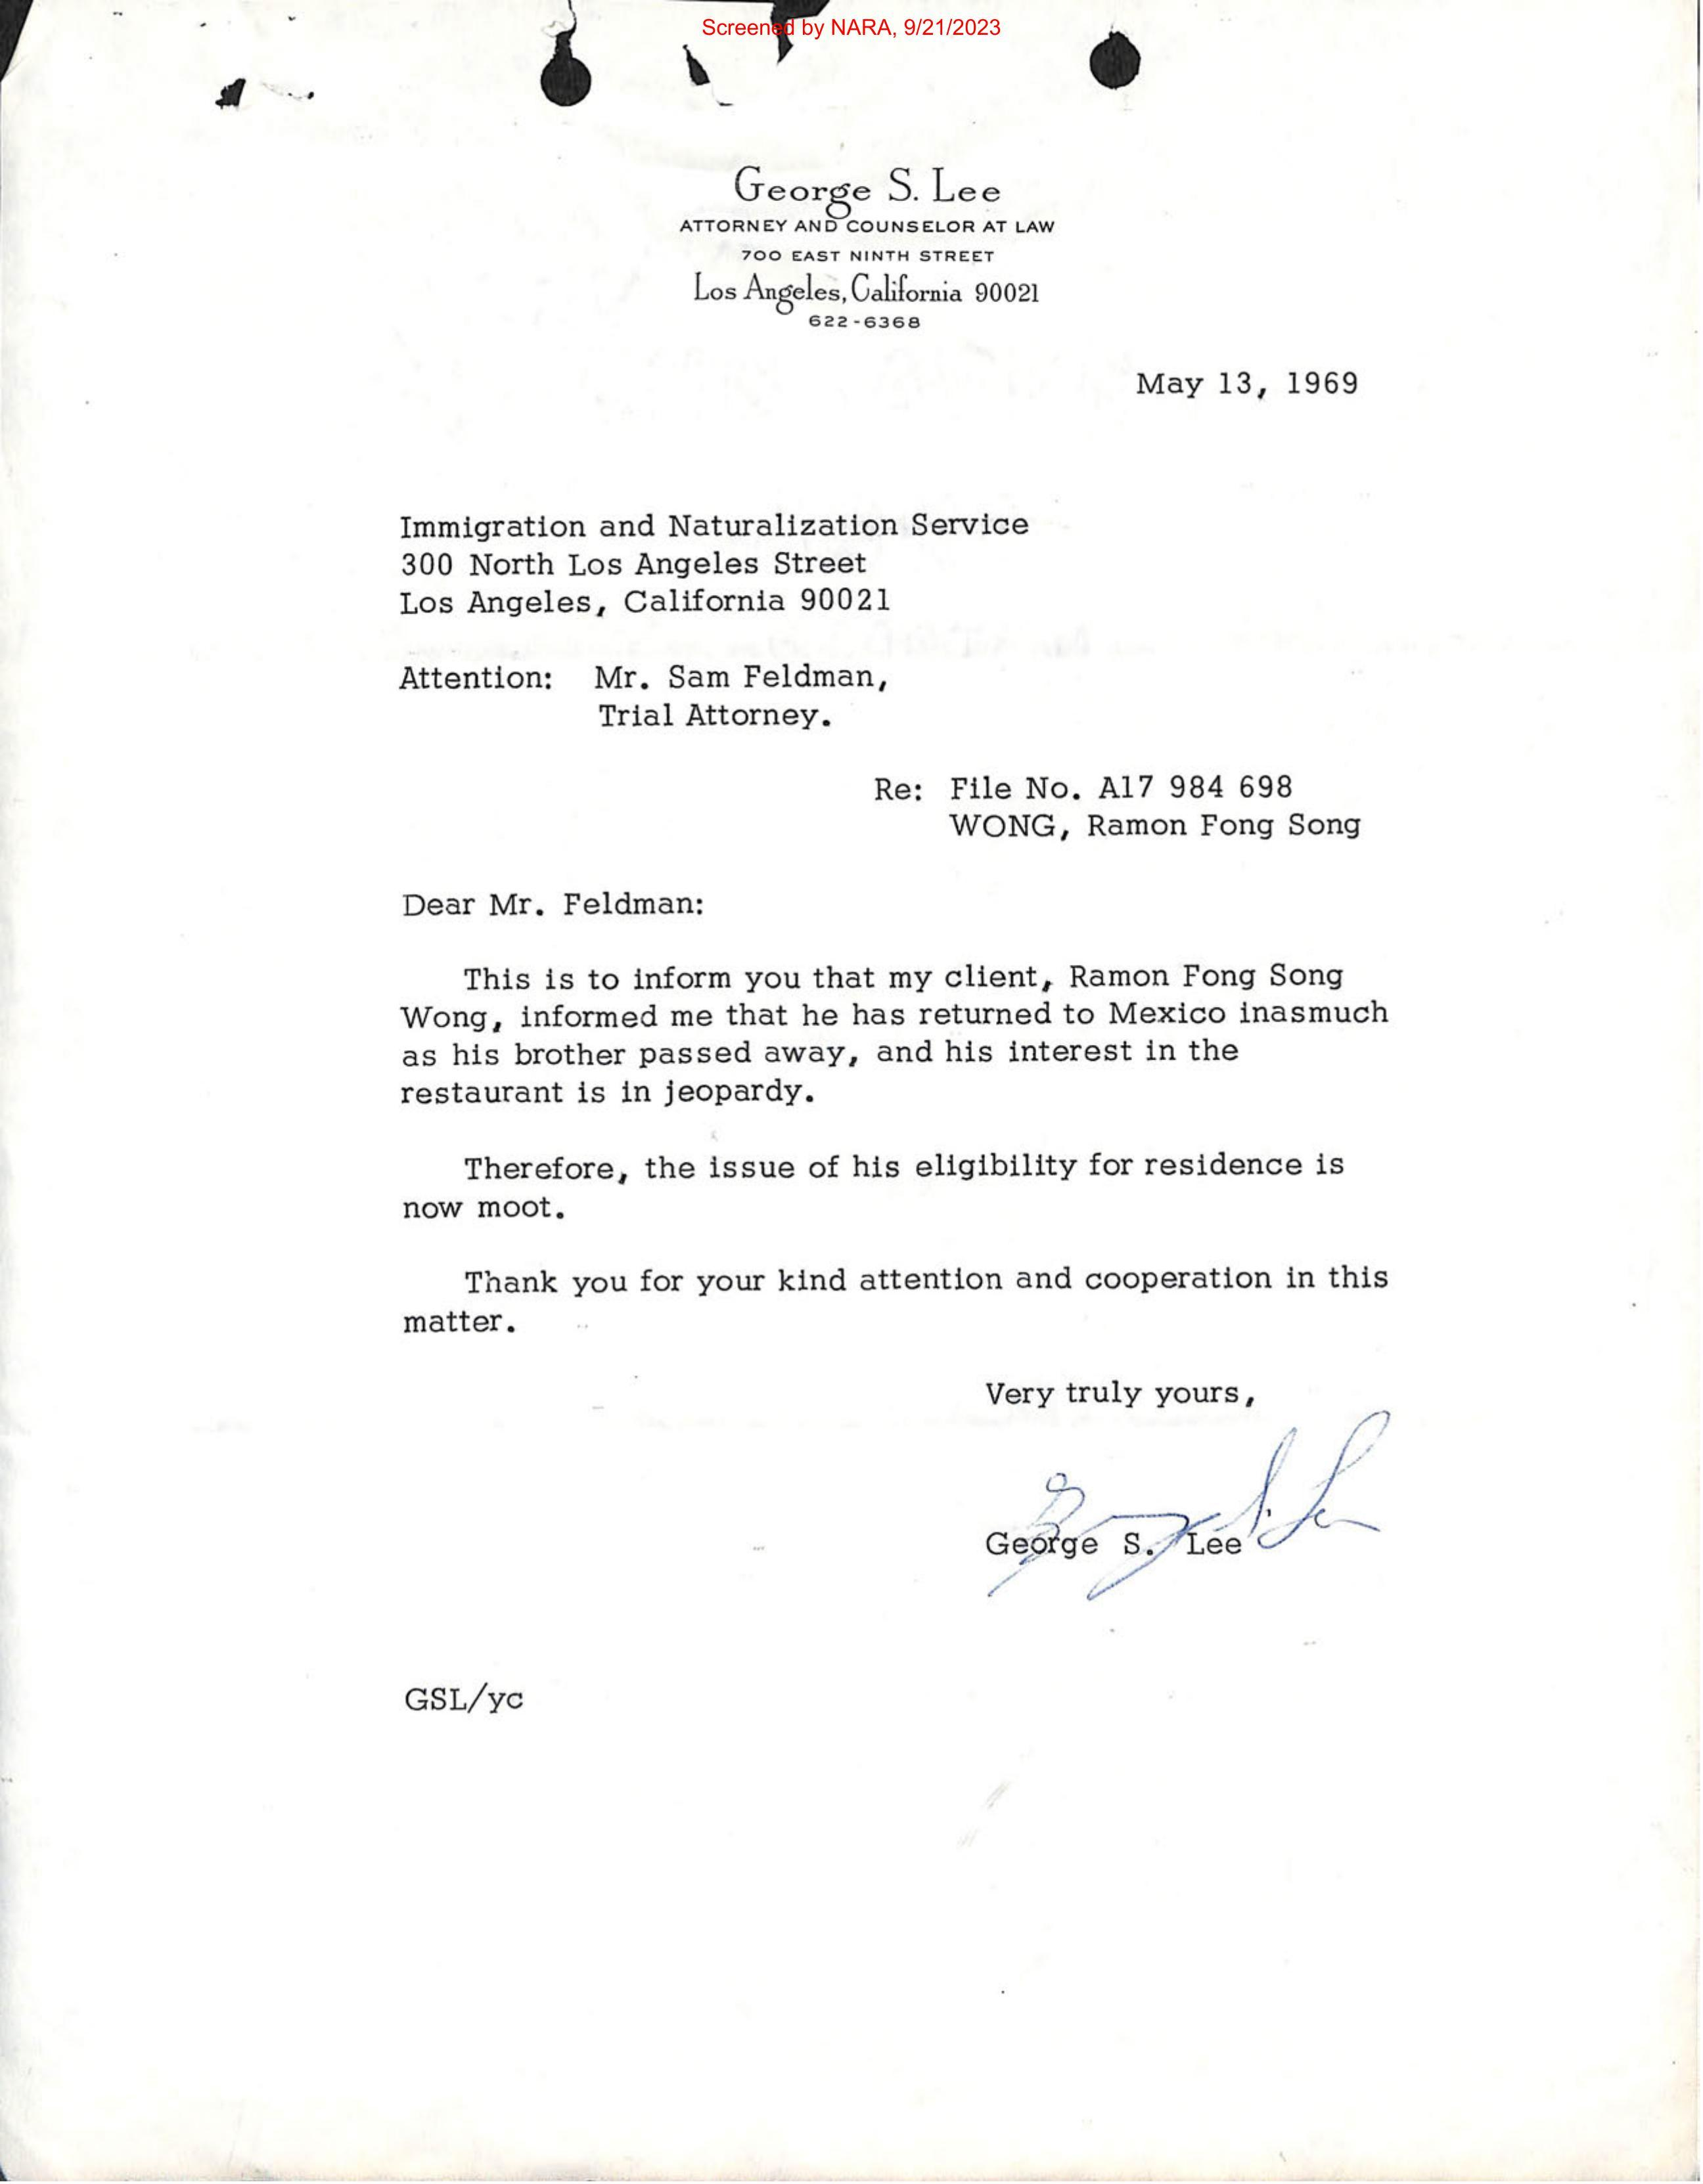 Screened by NARA, 9/21/2023
George S. Lee
ATTORNEY AND COUNSELOR AT LAW
700 EAST NINTH STREET
Los Angeles, California 90021
622-6368
May 13, 1969
Immigration and Naturalization Service
300 North Los Angeles Street
Los Angeles, California 90021
Attention: Mr. Sam Feldman,
Trial Attorney.
Re: File No. A17 984 698
WONG, Ramon Fong Song
Dear Mr. Feldman:
This is to inform you that my client, Ramon Fong Song
Wong, informed me that he has returned to Mexico inasmuch
as his brother passed away, and his interest in the
restaurant is in jeopardy.
Therefore, the issue of his eligibility for residence is
now moot.
Thank you for your kind attention and cooperation in this
matter.
Very truly yours,
George S. Lee
George S. Lee
GSL/yc